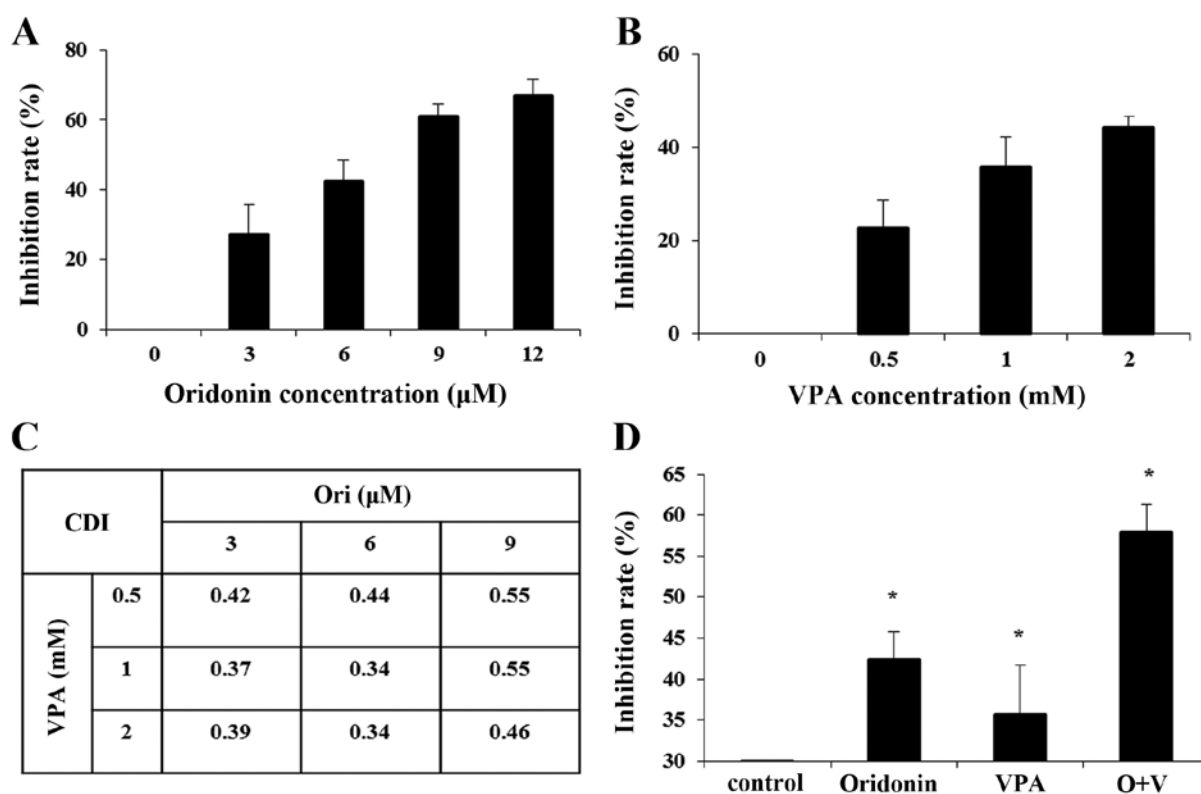 A
Inhibition rate (%)
80
60
40
20
0
0 3 6 9 12
Oridonin concentration (μM)
B
Inhibition rate (%)
60
40
20
0
0 0.5 1 2
VPA concentration (mM)
C
CDI
Ori (μM)
3 6 9
VPA (mM)
0.5 0.42 0.44 0.55
1 0.37 0.34 0.55
2 0.39 0.34 0.46
D
Inhibition rate (%)
65
60
55
50
45
40
35
30
* * *
control Oridonin VPA O+V